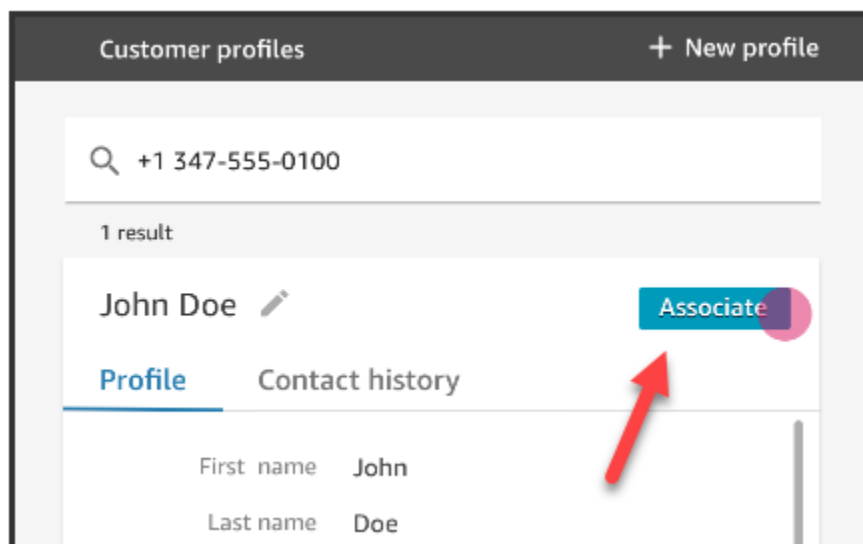 Customer profiles + New profile
+1 347-555-0100
1 result
John Doe Associate
Profile Contact history
First name John
Last name Doe